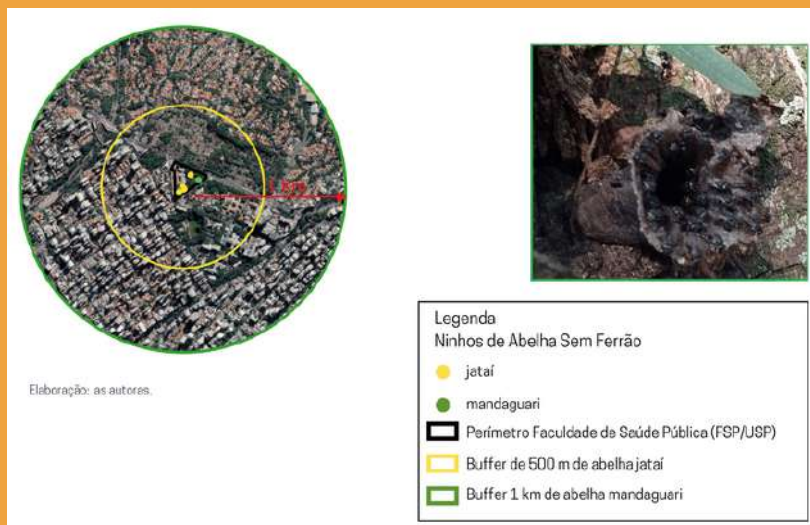 1 km
Elaboração: as autoras.
Legenda
Ninhos de Abelha Sem Ferrão
jataí
mandaguari
Perímetro Faculdade de Saúde Pública (FSP/USP)
Buffer de 500 m de abelha jataí
Buffer 1 km de abelha mandaguari